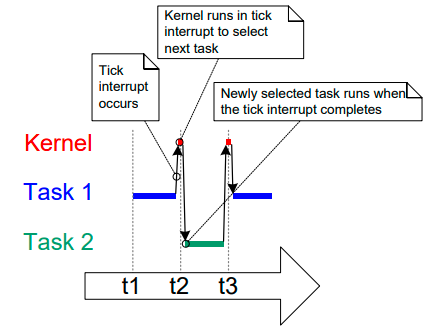 Kernel runs in tick
interrupt to select
next task
Tick
interrupt
occurs
Newly selected task runs when
the tick interrupt completes
Kernel
Task 1
Task 2
t1 t2 t3